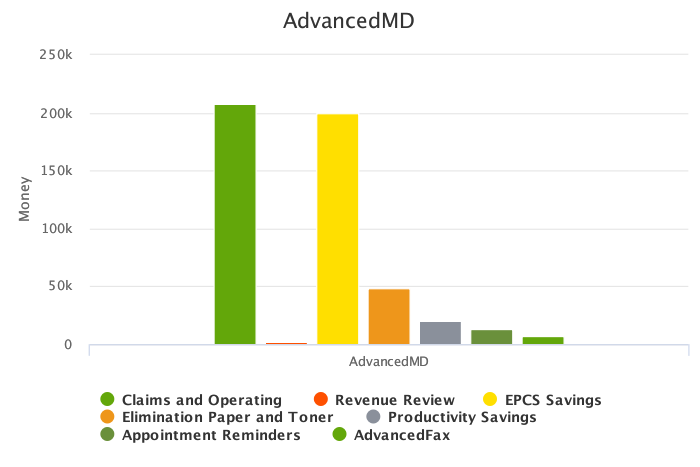 AdvancedMD
250k
200k
150k
100k
50k
0
Money
AdvancedMD
Claims and Operating Revenue Review EPCS Savings
Elimination Paper and Toner Productivity Savings
Appointment Reminders AdvancedFax